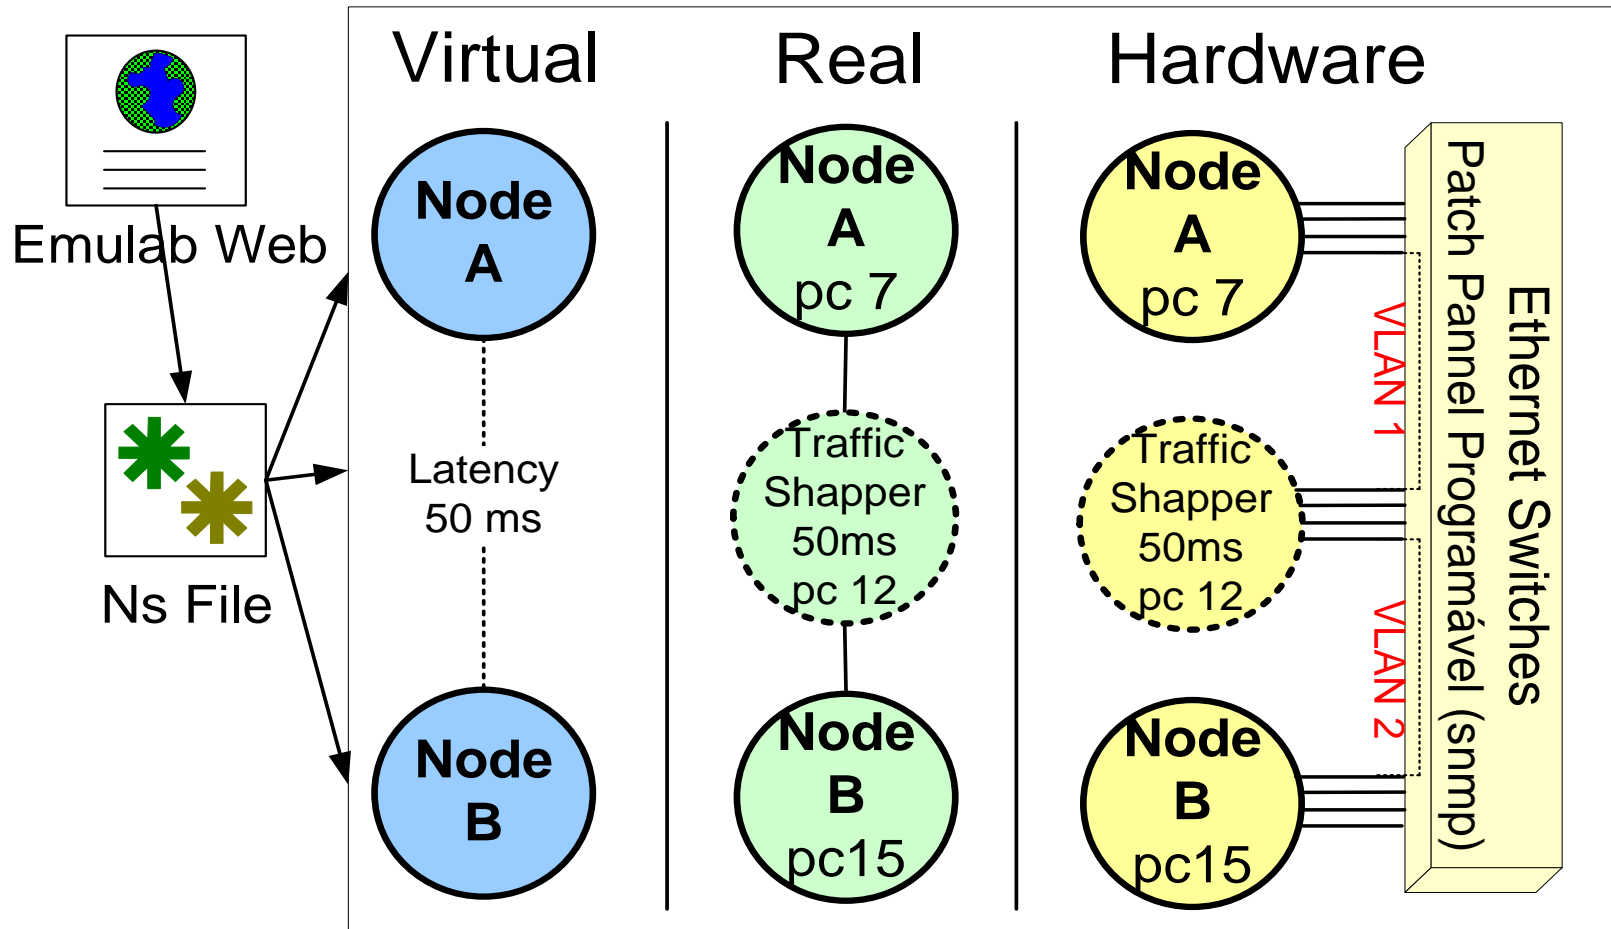 Emulab Web
Ns File
Virtual
Node
A
Latency
50 ms
Node
B
Real
Node
A
pc 7
Traffic
Shapper
50ms
pc 12
Node
B
pc15
Hardware
Node
A
pc 7
Traffic
Shapper
50ms
pc 12
Node
B
pc15
VLAN 1
VLAN 2
Patch Pannel Programável (snmp)
Ethernet Switches